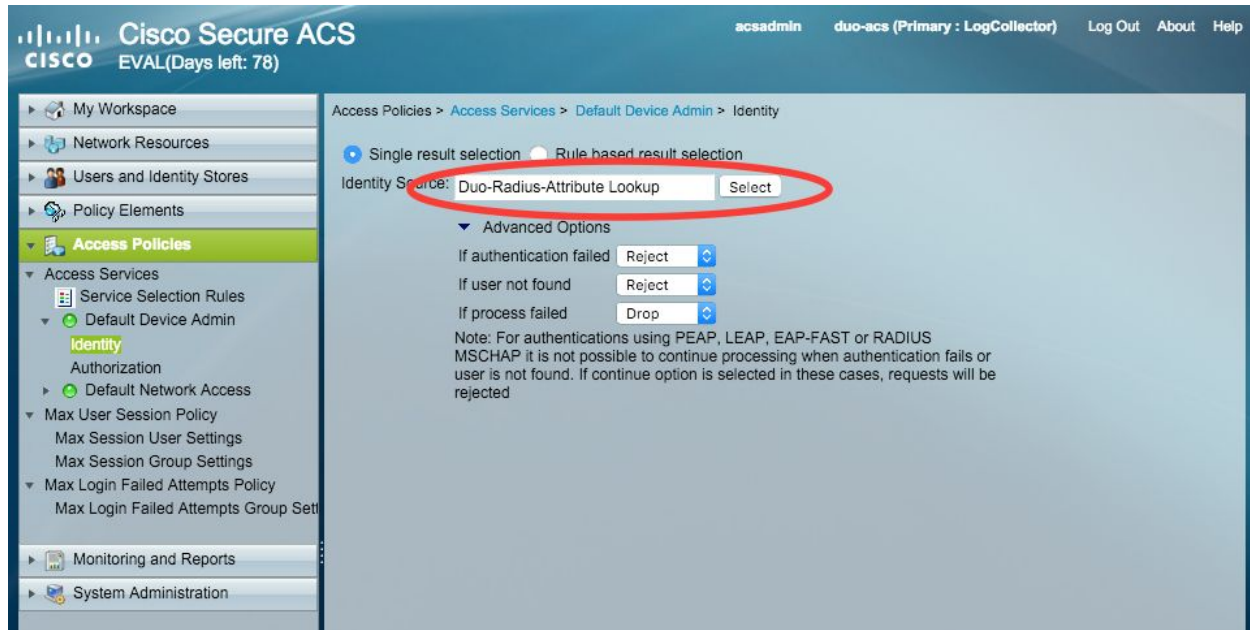 Cisco Secure ACS
CISCO EVAL(Days left: 78)
acsadmin duo-acs (Primary : LogCollector) Log Out About Help
My Workspace
Network Resources
Users and Identity Stores
Policy Elements
Access Policies
Access Services
Service Selection Rules
Default Device Admin
Identity
Authorization
Default Network Access
Max User Session Policy
Max Session User Settings
Max Session Group Settings
Max Login Failed Attempts Policy
Max Login Failed Attempts Group Sett
Monitoring and Reports
System Administration
Access Policies > Access Services > Default Device Admin > Identity
Single result selection Rule based result selection
Identity Source: Duo-Radius-Attribute Lookup Select
Advanced Options
If authentication failed Reject
If user not found Reject
If process failed Drop
Note: For authentications using PEAP, LEAP, EAP-FAST or RADIUS
MSCHAP it is not possible to continue processing when authentication fails or
user is not found. If continue option is selected in these cases, requests will be
rejected